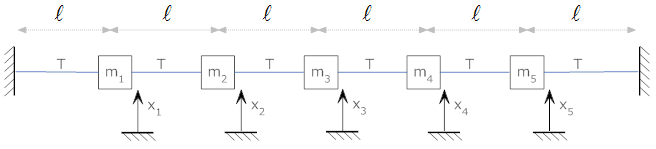 ℓ ℓ ℓ ℓ ℓ ℓ
T m₁ T m₂ T m₃ T m₄ T m₅ T
x₁ x₂ x₃ x₄ x₅